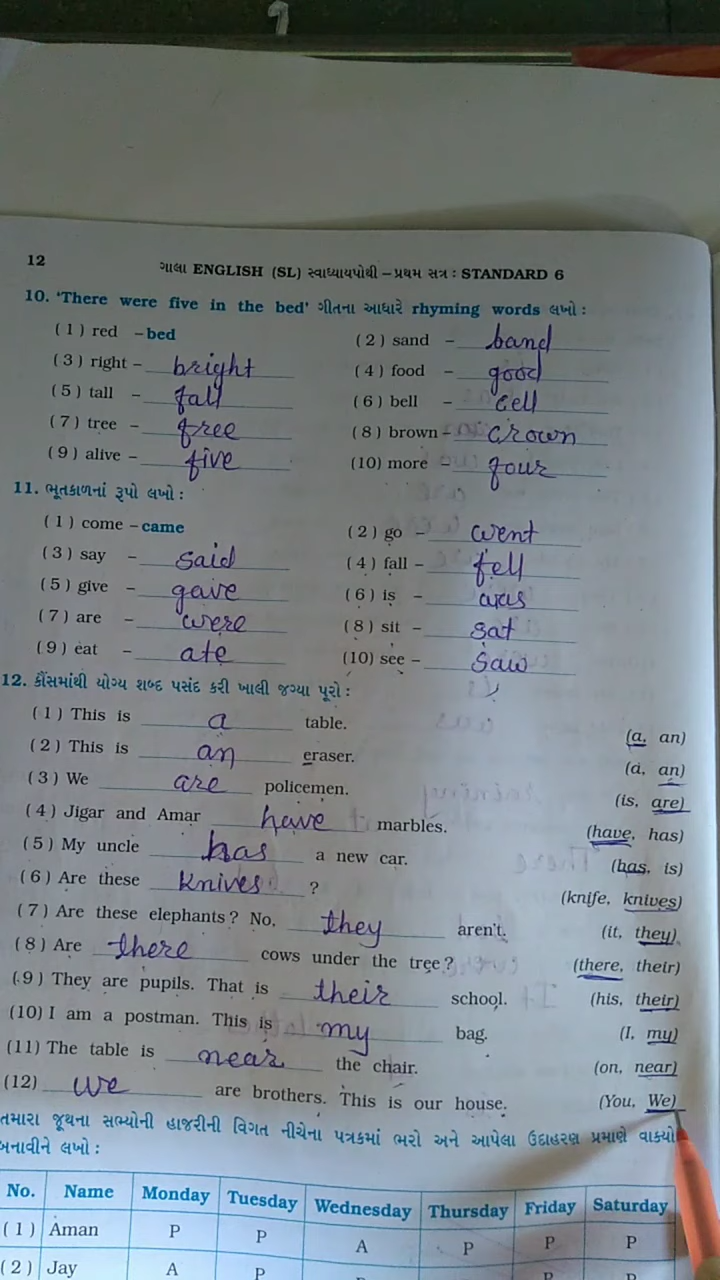 12 ગાલા ENGLISH (SL) સ્વાધ્યાયપોથી – પ્રથમ સત્ર : STANDARD 6
10. 'There were five in the bed' ગીતના આધારે rhyming words લખો :
(1) red – bed (2) sand – band
(3) right – bright (4) food – good
(5) tall – fall (6) bell – cell
(7) tree – free (8) brown – crown
(9) alive – five (10) more – four
11. ભૂતકાળનાં રૂપો લખો :
(1) come – came (2) go – went
(3) say – said (4) fall – fell
(5) give – gave (6) is – was
(7) are – were (8) sit – sat
(9) eat – ate (10) see – saw
12. કૌંસમાંથી યોગ્ય શબ્દ પસંદ કરી ખાલી જગ્યા પૂરો :
(1) This is a table. (a, an)
(2) This is an eraser. (a, an)
(3) We are policemen. (is, are)
(4) Jigar and Amar have marbles. (have, has)
(5) My uncle has a new car. (has, is)
(6) Are these knives ? (knife, knives)
(7) Are these elephants? No, they aren't. (it, they)
(8) Are there cows under the tree? (there, their)
(9) They are pupils. That is their school. (his, their)
(10) I am a postman. This is my bag. (I, my)
(11) The table is near the chair. (on, near)
(12) we are brothers. This is our house. (You, We)
તમારા જૂથના સભ્યોની હાજરીની વિગત નીચેના પત્રકમાં ભરો અને આપેલા ઉદાહરણ પ્રમાણે વાક્યો
બનાવીને લખો :
No. Name Monday Tuesday Wednesday Thursday Friday Saturday
(1) Aman P P A P P P
(2) Jay A P P P